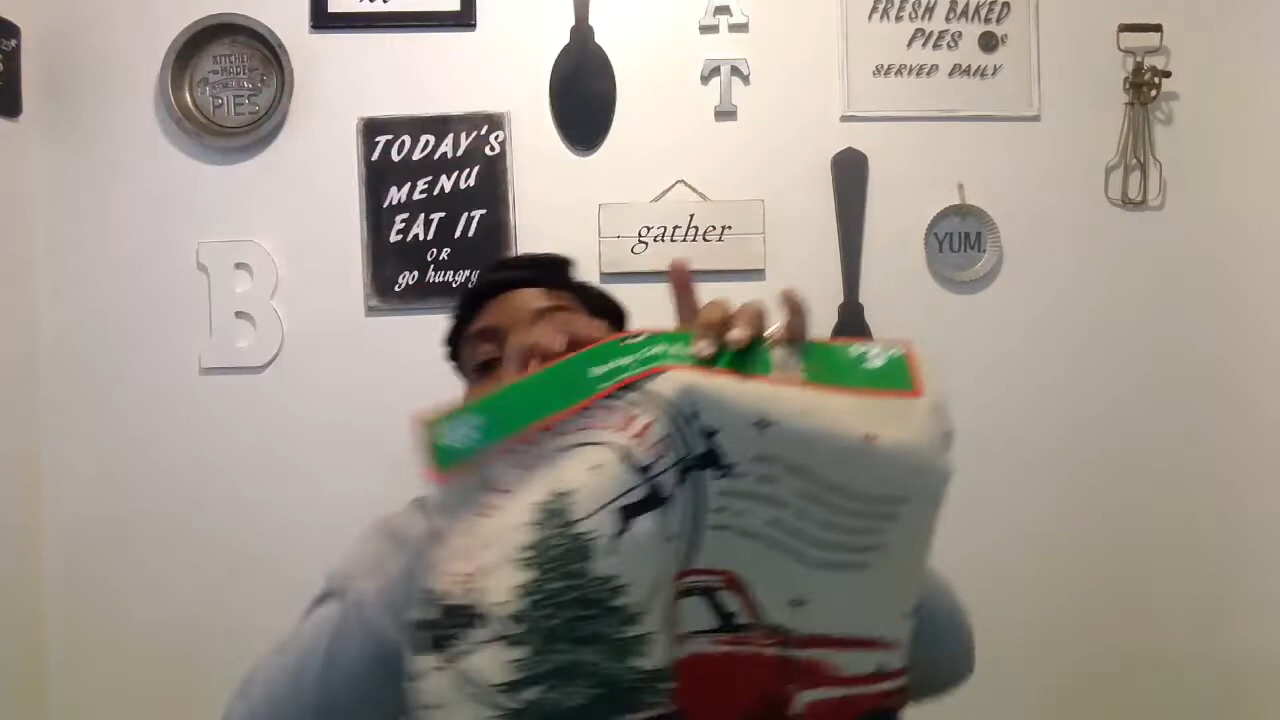 KITCHEN
MADE
PIES
TODAY'S
MENU
EAT IT
OR
go hungry
A
T
gather
FRESH BAKED
PIES
SERVED DAILY
YUM.
B